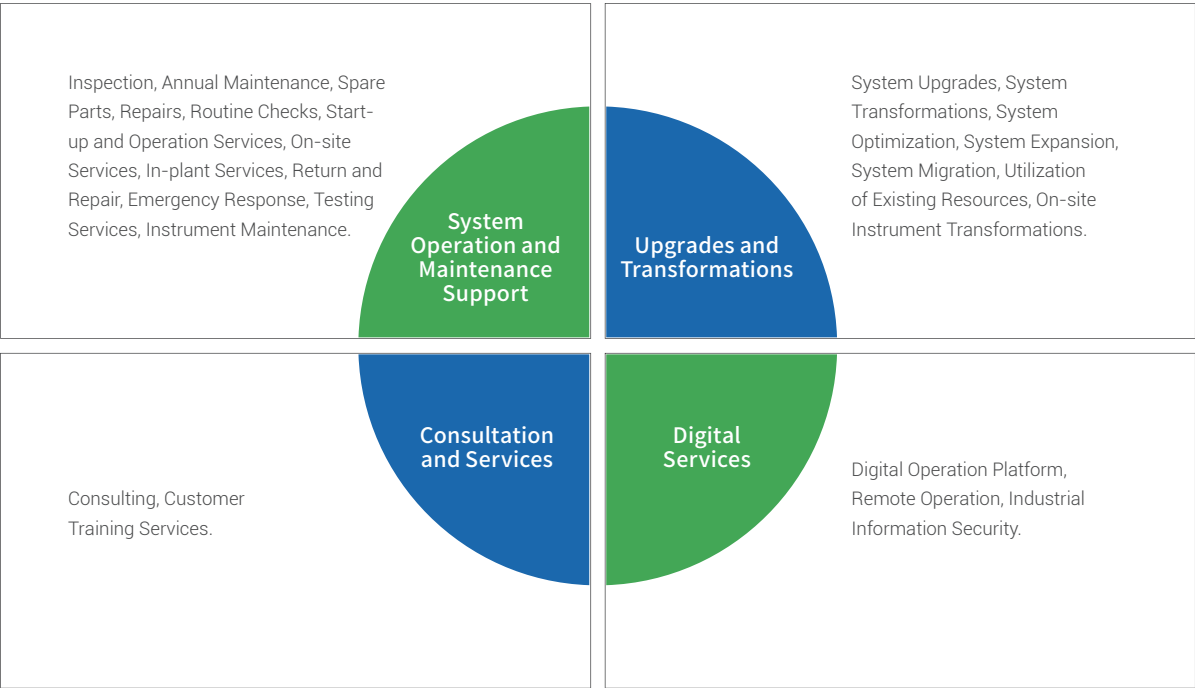 Inspection, Annual Maintenance, Spare
Parts, Repairs, Routine Checks, Start-
up and Operation Services, On-site
Services, In-plant Services, Return and
Repair, Emergency Response, Testing
Services, Instrument Maintenance.
System
Operation and
Maintenance
Support
Upgrades and
Transformations
System Upgrades, System
Transformations, System
Optimization, System Expansion,
System Migration, Utilization
of Existing Resources, On-site
Instrument Transformations.
Consulting, Customer
Training Services.
Consultation
and Services
Digital
Services
Digital Operation Platform,
Remote Operation, Industrial
Information Security.